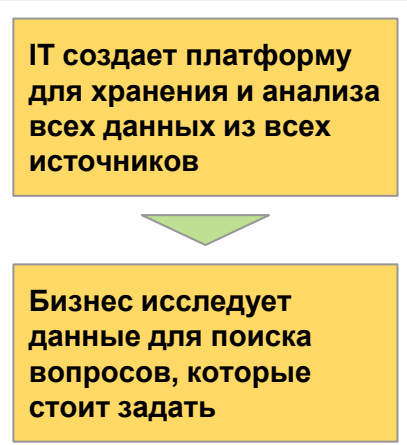 IT создает платформу
для хранения и анализа
всех данных из всех
источников
Бизнес исследует
данные для поиска
вопросов, которые
стоит задать